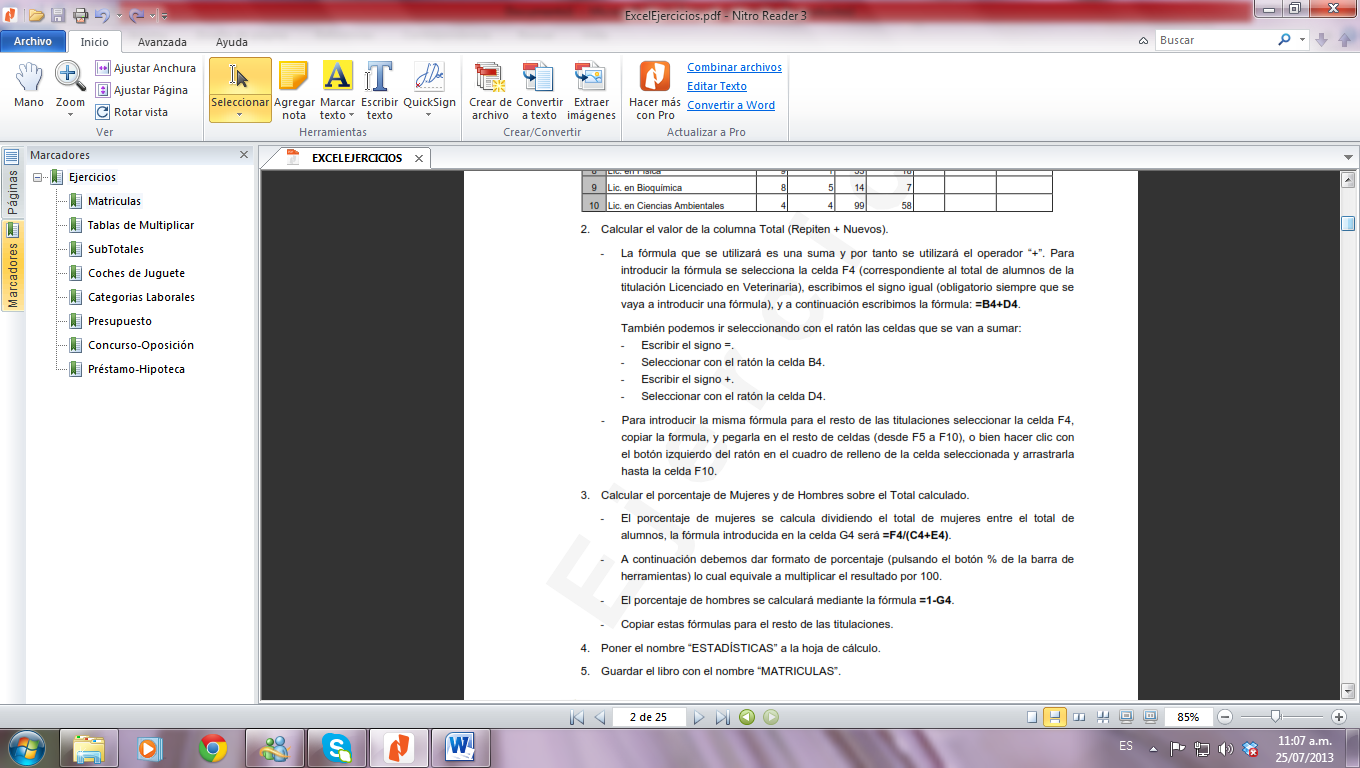 ExcelEjercicios.pdf - Nitro Reader 3
Archivo Inicio Avanzada Ayuda Buscar
Mano Zoom Ajustar Anchura
Ajustar Página
Rotar vista
Ver
Seleccionar Agregar nota Marcar texto Escribir texto QuickSign
Herramientas
Crear de archivo Convertir a texto Extraer imágenes
Crear/Convertir
Hacer más con Pro
Combinar archivos
Editar Texto
Convertir a Word
Actualizar a Pro
Páginas
Marcadores
Marcadores
Ejercicios
Matriculas
Tablas de Multiplicar
SubTotales
Coches de Juguete
Categorias Laborales
Presupuesto
Concurso-Oposición
Préstamo-Hipoteca
EXCELEJERCICIOS
8 Lic. en Física 9 1 33 18
9 Lic. en Bioquímica 8 5 14 7
10 Lic. en Ciencias Ambientales 4 4 99 58
2. Calcular el valor de la columna Total (Repiten + Nuevos).
- La fórmula que se utilizará es una suma y por tanto se utilizará el operador “+”. Para
introducir la fórmula se selecciona la celda F4 (correspondiente al total de alumnos de la
titulación Licenciado en Veterinaria), escribimos el signo igual (obligatorio siempre que se
vaya a introducir una fórmula), y a continuación escribimos la fórmula: =B4+D4.
También podemos ir seleccionando con el ratón las celdas que se van a sumar:
- Escribir el signo =.
- Seleccionar con el ratón la celda B4.
- Escribir el signo +.
- Seleccionar con el ratón la celda D4.
- Para introducir la misma fórmula para el resto de las titulaciones seleccionar la celda F4,
copiar la formula, y pegarla en el resto de celdas (desde F5 a F10), o bien hacer clic con
el botón izquierdo del ratón en el cuadro de relleno de la celda seleccionada y arrastrarla
hasta la celda F10.
3. Calcular el porcentaje de Mujeres y de Hombres sobre el Total calculado.
- El porcentaje de mujeres se calcula dividiendo el total de mujeres entre el total de
alumnos, la fórmula introducida en la celda G4 será =F4/(C4+E4).
- A continuación debemos dar formato de porcentaje (pulsando el botón % de la barra de
herramientas) lo cual equivale a multiplicar el resultado por 100.
- El porcentaje de hombres se calculará mediante la fórmula =1-G4.
- Copiar estas fórmulas para el resto de las titulaciones.
4. Poner el nombre “ESTADÍSTICAS” a la hoja de cálculo.
5. Guardar el libro con el nombre “MATRICULAS”.
2 de 25
85%
ES
11:07 a.m.
25/07/2013